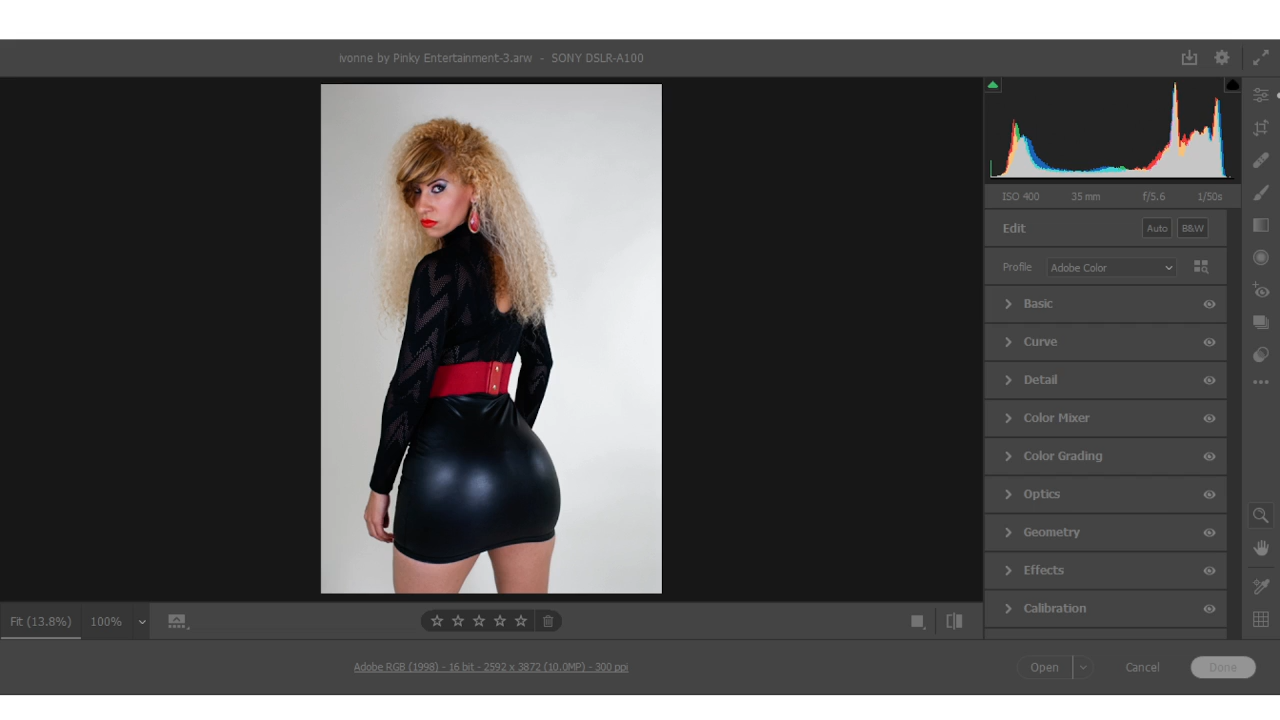 ivonne by Pinky Entertainment-3.arw - SONY DSLR-A100
ISO 400 35 mm f/5.6 1/50s
Edit Auto B&W
Profile Adobe Color
Basic
Curve
Detail
Color Mixer
Color Grading
Optics
Geometry
Effects
Calibration
Fit (13.8%) 100%
Adobe RGB (1998) - 16 bit - 2592 x 3872 (10.0MP) - 300 ppi
Open Cancel Done